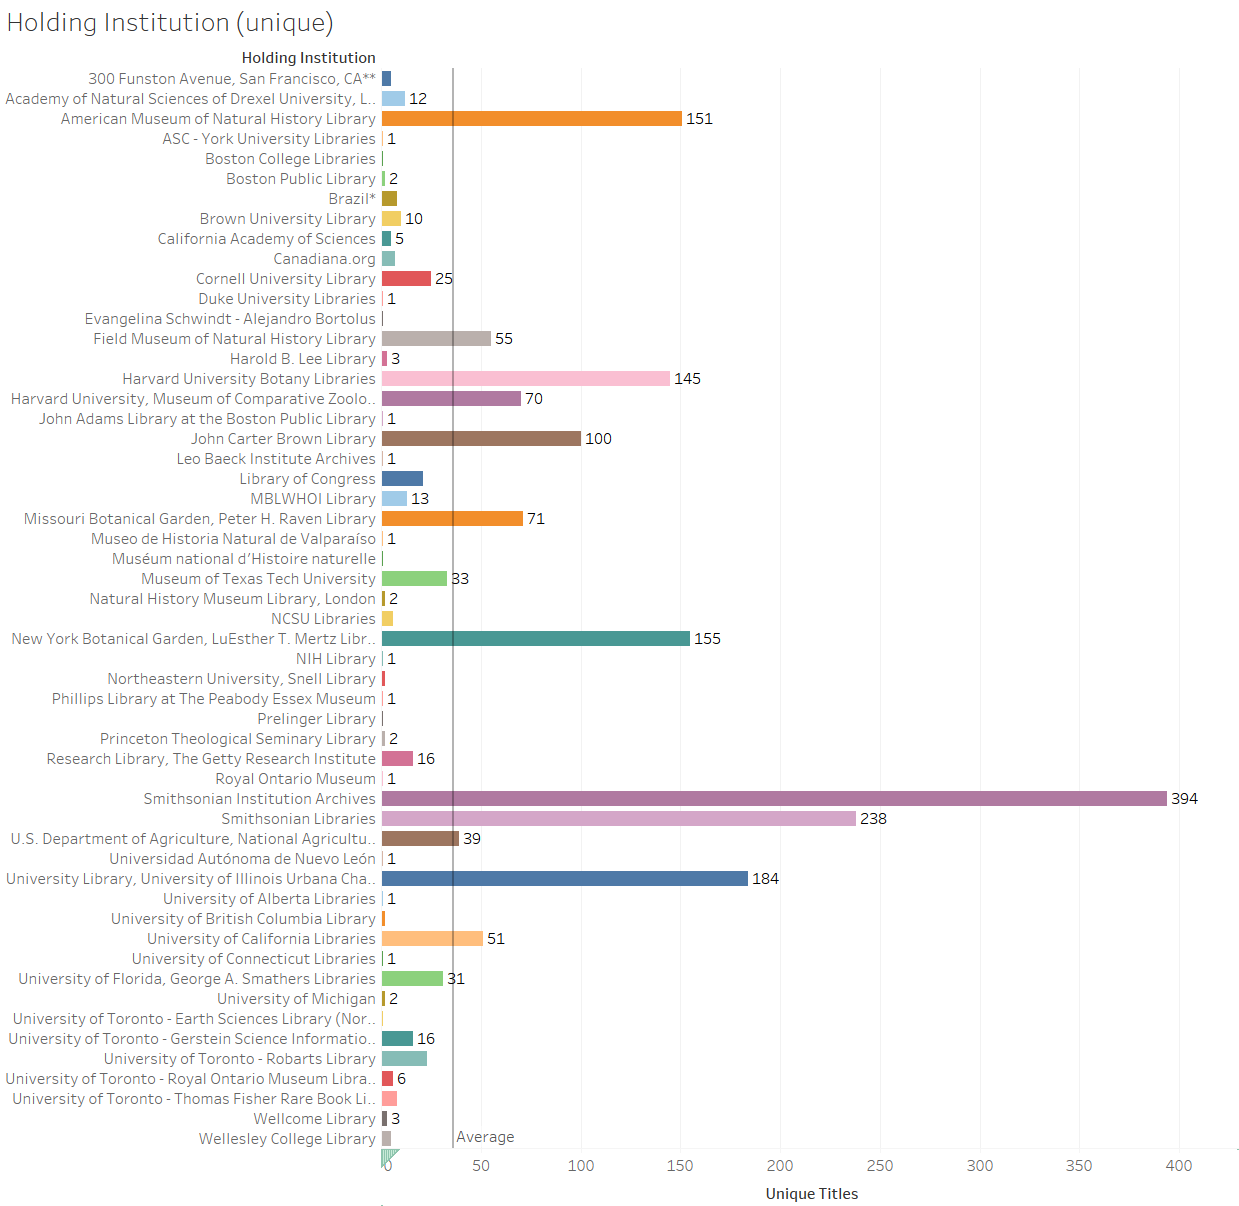 Holding Institution (unique)
Holding Institution
300 Funston Avenue, San Francisco, CA**
Academy of Natural Sciences of Drexel University, L.. 12
American Museum of Natural History Library 151
ASC - York University Libraries 1
Boston College Libraries
Boston Public Library 2
Brazil*
Brown University Library 10
California Academy of Sciences 5
Canadiana.org
Cornell University Library 25
Duke University Libraries 1
Evangelina Schwindt - Alejandro Bortolus
Field Museum of Natural History Library 55
Harold B. Lee Library 3
Harvard University Botany Libraries 145
Harvard University, Museum of Comparative Zoolo.. 70
John Adams Library at the Boston Public Library 1
John Carter Brown Library 100
Leo Baeck Institute Archives 1
Library of Congress
MBLWHOI Library 13
Missouri Botanical Garden, Peter H. Raven Library 71
Museo de Historia Natural de Valparaíso 1
Muséum national d’Histoire naturelle
Museum of Texas Tech University 33
Natural History Museum Library, London 2
NCSU Libraries
New York Botanical Garden, LuEsther T. Mertz Libr.. 155
NIH Library 1
Northeastern University, Snell Library
Phillips Library at The Peabody Essex Museum 1
Prelinger Library
Princeton Theological Seminary Library 2
Research Library, The Getty Research Institute 16
Royal Ontario Museum 1
Smithsonian Institution Archives 394
Smithsonian Libraries 238
U.S. Department of Agriculture, National Agricultu.. 39
Universidad Autónoma de Nuevo León 1
University Library, University of Illinois Urbana Cha.. 184
University of Alberta Libraries 1
University of British Columbia Library
University of California Libraries 51
University of Connecticut Libraries 1
University of Florida, George A. Smathers Libraries 31
University of Michigan 2
University of Toronto - Earth Sciences Library (Nor..
University of Toronto - Gerstein Science Informatio.. 16
University of Toronto - Robarts Library
University of Toronto - Royal Ontario Museum Libra.. 6
University of Toronto - Thomas Fisher Rare Book Li..
Wellcome Library 3
Wellesley College Library
Average
0 50 100 150 200 250 300 350 400
Unique Titles